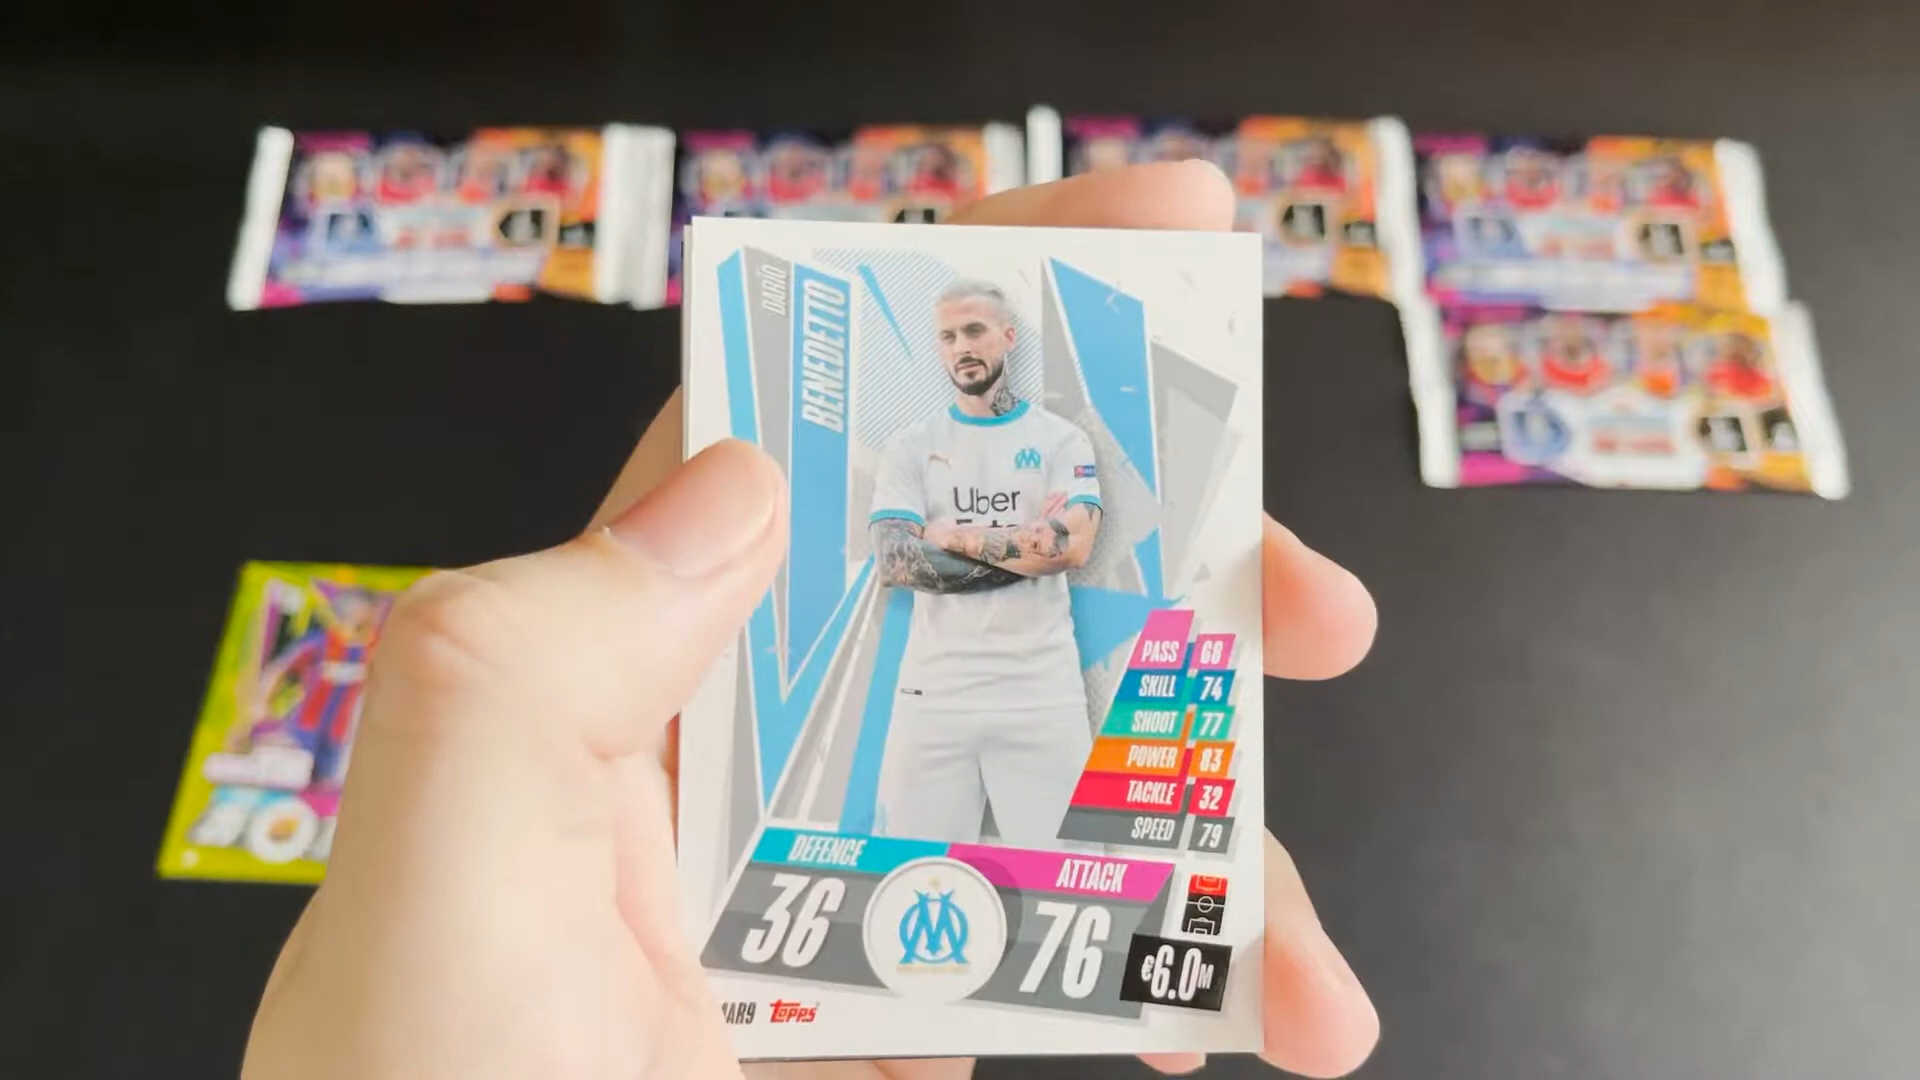 DARÍO
BENEDETTO
Uber
PASS 68
SKILL 74
SHOOT 77
POWER 83
TACKLE 32
SPEED 79
DEFENCE
ATTACK
36
76
€6.0M
MAR9 Topps